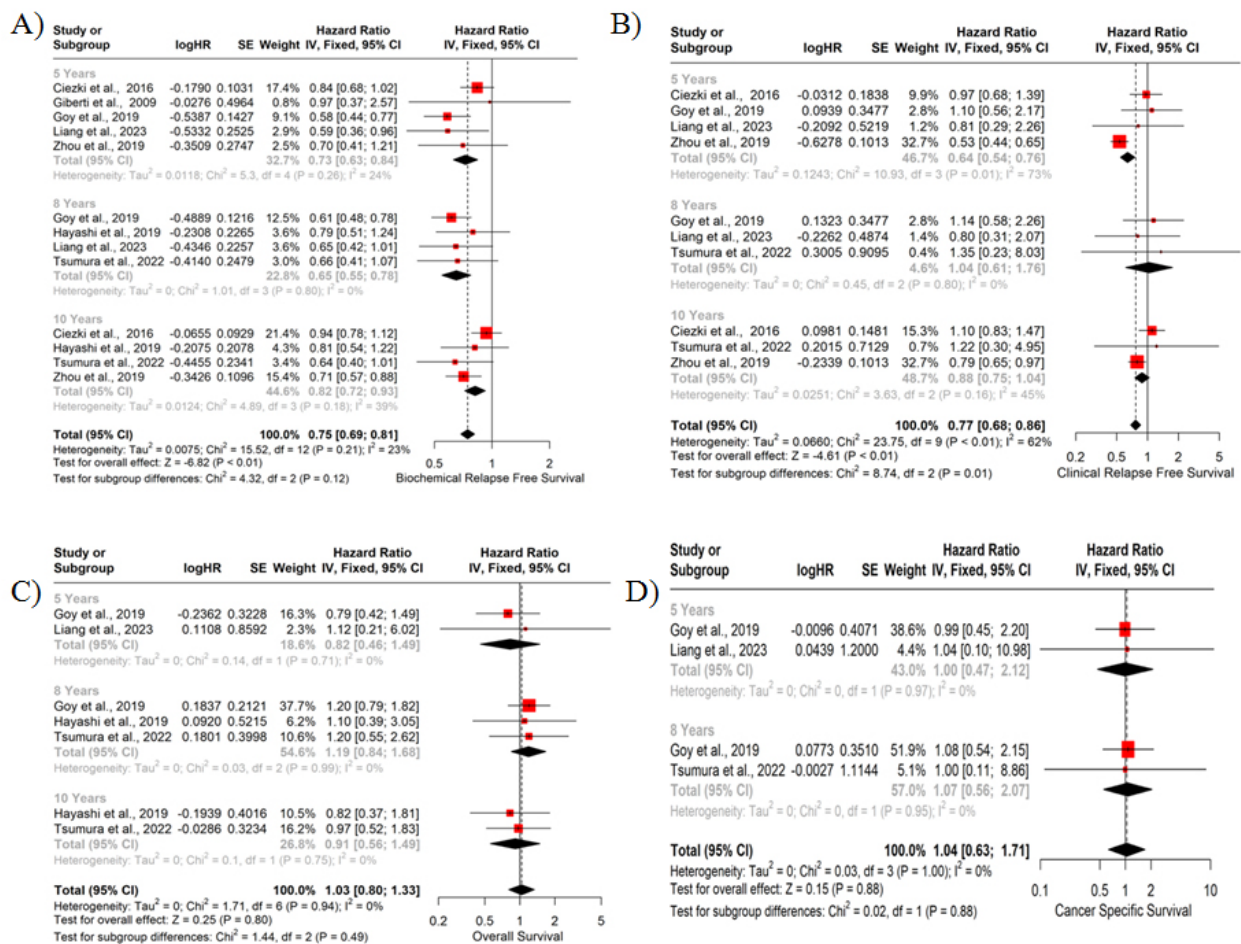 A)
Study or Hazard Ratio Hazard Ratio
Subgroup logHR SE Weight IV, Fixed, 95% CI IV, Fixed, 95% CI
5 Years
Ciezki et al., 2016 -0.1790 0.1031 17.4% 0.84 [0.68; 1.02]
Giberti et al., 2009 -0.0276 0.4964 0.8% 0.97 [0.37; 2.57]
Goy et al., 2019 -0.5387 0.1427 9.1% 0.58 [0.44; 0.77]
Liang et al., 2023 -0.5332 0.2525 2.9% 0.59 [0.36; 0.96]
Zhou et al., 2019 -0.3509 0.2747 2.5% 0.70 [0.41; 1.21]
Total (95% CI) 32.7% 0.73 [0.63; 0.84]
Heterogeneity: Tau² = 0.0118; Chi² = 5.3, df = 4 (P = 0.26); I² = 24%
8 Years
Goy et al., 2019 -0.4889 0.1216 12.5% 0.61 [0.48; 0.78]
Hayashi et al., 2019 -0.2308 0.2265 3.6% 0.79 [0.51; 1.24]
Liang et al., 2023 -0.4346 0.2257 3.6% 0.65 [0.42; 1.01]
Tsumura et al., 2022 -0.4140 0.2479 3.0% 0.66 [0.41; 1.07]
Total (95% CI) 22.8% 0.65 [0.55; 0.78]
Heterogeneity: Tau² = 0; Chi² = 1.01, df = 3 (P = 0.80); I² = 0%
10 Years
Ciezki et al., 2016 -0.0655 0.0929 21.4% 0.94 [0.78; 1.12]
Hayashi et al., 2019 -0.2075 0.2078 4.3% 0.81 [0.54; 1.22]
Tsumura et al., 2022 -0.4455 0.2341 3.4% 0.64 [0.40; 1.01]
Zhou et al., 2019 -0.3426 0.1096 15.4% 0.71 [0.57; 0.88]
Total (95% CI) 44.6% 0.82 [0.72; 0.93]
Heterogeneity: Tau² = 0.0124; Chi² = 4.89, df = 3 (P = 0.18); I² = 39%
Total (95% CI) 100.0% 0.75 [0.69; 0.81]
Heterogeneity: Tau² = 0.0075; Chi² = 15.52, df = 12 (P = 0.21); I² = 23%
Test for overall effect: Z = -6.82 (P < 0.01)
Test for subgroup differences: Chi² = 4.32, df = 2 (P = 0.12)
0.5 1 2
Biochemical Relapse Free Survival
B)
Study or Hazard Ratio Hazard Ratio
Subgroup logHR SE Weight IV, Fixed, 95% CI IV, Fixed, 95% CI
5 Years
Ciezki et al., 2016 -0.0312 0.1838 9.9% 0.97 [0.68; 1.39]
Goy et al., 2019 0.0939 0.3477 2.8% 1.10 [0.56; 2.17]
Liang et al., 2023 -0.2092 0.5219 1.2% 0.81 [0.29; 2.26]
Zhou et al., 2019 -0.6278 0.1013 32.7% 0.53 [0.44; 0.65]
Total (95% CI) 46.7% 0.64 [0.54; 0.76]
Heterogeneity: Tau² = 0.1243; Chi² = 10.93, df = 3 (P = 0.01); I² = 73%
8 Years
Goy et al., 2019 0.1323 0.3477 2.8% 1.14 [0.58; 2.26]
Liang et al., 2023 -0.2262 0.4874 1.4% 0.80 [0.31; 2.07]
Tsumura et al., 2022 0.3005 0.9095 0.4% 1.35 [0.23; 8.03]
Total (95% CI) 4.6% 1.04 [0.61; 1.76]
Heterogeneity: Tau² = 0; Chi² = 0.45, df = 2 (P = 0.80); I² = 0%
10 Years
Ciezki et al., 2016 0.0981 0.1481 15.3% 1.10 [0.83; 1.47]
Tsumura et al., 2022 0.2015 0.7129 0.7% 1.22 [0.30; 4.95]
Zhou et al., 2019 -0.2339 0.1013 32.7% 0.79 [0.65; 0.97]
Total (95% CI) 48.7% 0.88 [0.75; 1.04]
Heterogeneity: Tau² = 0.0251; Chi² = 3.63, df = 2 (P = 0.16); I² = 45%
Total (95% CI) 100.0% 0.77 [0.68; 0.86]
Heterogeneity: Tau² = 0.0660; Chi² = 23.75, df = 9 (P < 0.01); I² = 62%
Test for overall effect: Z = -4.61 (P < 0.01)
Test for subgroup differences: Chi² = 8.74, df = 2 (P = 0.01)
0.5 1 2 5
Clinical Relapse Free Survival
C)
Study or Hazard Ratio Hazard Ratio
Subgroup logHR SE Weight IV, Fixed, 95% CI IV, Fixed, 95% CI
5 Years
Goy et al., 2019 -0.2362 0.3228 16.3% 0.79 [0.42; 1.49]
Liang et al., 2023 0.1108 0.8592 2.3% 1.12 [0.21; 6.02]
Total (95% CI) 18.6% 0.82 [0.46; 1.49]
Heterogeneity: Tau² = 0; Chi² = 0.14, df = 1 (P = 0.71); I² = 0%
8 Years
Goy et al., 2019 0.1837 0.2121 37.7% 1.20 [0.79; 1.82]
Hayashi et al., 2019 0.0920 0.5215 6.2% 1.10 [0.39; 3.05]
Tsumura et al., 2022 0.1801 0.3998 10.6% 1.20 [0.55; 2.62]
Total (95% CI) 54.6% 1.19 [0.84; 1.68]
Heterogeneity: Tau² = 0; Chi² = 0.03, df = 2 (P = 0.99); I² = 0%
10 Years
Hayashi et al., 2019 -0.1939 0.4016 10.5% 0.82 [0.37; 1.81]
Tsumura et al., 2022 -0.0286 0.3234 16.2% 0.97 [0.52; 1.83]
Total (95% CI) 26.8% 0.91 [0.56; 1.49]
Heterogeneity: Tau² = 0; Chi² = 0.1, df = 1 (P = 0.75); I² = 0%
Total (95% CI) 100.0% 1.03 [0.80; 1.33]
Heterogeneity: Tau² = 0; Chi² = 1.71, df = 6 (P = 0.94); I² = 0%
Test for overall effect: Z = 0.25 (P = 0.80)
Test for subgroup differences: Chi² = 1.44, df = 2 (P = 0.49)
0.5 1 2 5
Overall Survival
D)
Study or Hazard Ratio Hazard Ratio
Subgroup logHR SE Weight IV, Fixed, 95% CI IV, Fixed, 95% CI
5 Years
Goy et al., 2019 -0.0096 0.4071 38.6% 0.99 [0.45; 2.20]
Liang et al., 2023 0.0439 1.2000 4.4% 1.04 [0.10; 10.98]
Total (95% CI) 43.0% 1.00 [0.47; 2.12]
Heterogeneity: Tau² = 0; Chi² = 0, df = 1 (P = 0.97); I² = 0%
8 Years
Goy et al., 2019 0.0773 0.3510 51.9% 1.08 [0.54; 2.15]
Tsumura et al., 2022 -0.0027 1.1144 5.1% 1.00 [0.11; 8.86]
Total (95% CI) 57.0% 1.07 [0.56; 2.07]
Heterogeneity: Tau² = 0; Chi² = 0, df = 1 (P = 0.95); I² = 0%
Total (95% CI) 100.0% 1.04 [0.63; 1.71]
Heterogeneity: Tau² = 0; Chi² = 0.03, df = 3 (P = 1.00); I² = 0%
Test for overall effect: Z = 0.15 (P = 0.88)
Test for subgroup differences: Chi² = 0.02, df = 1 (P = 0.88)
0.1 0.5 1 2 10
Cancer Specific Survival